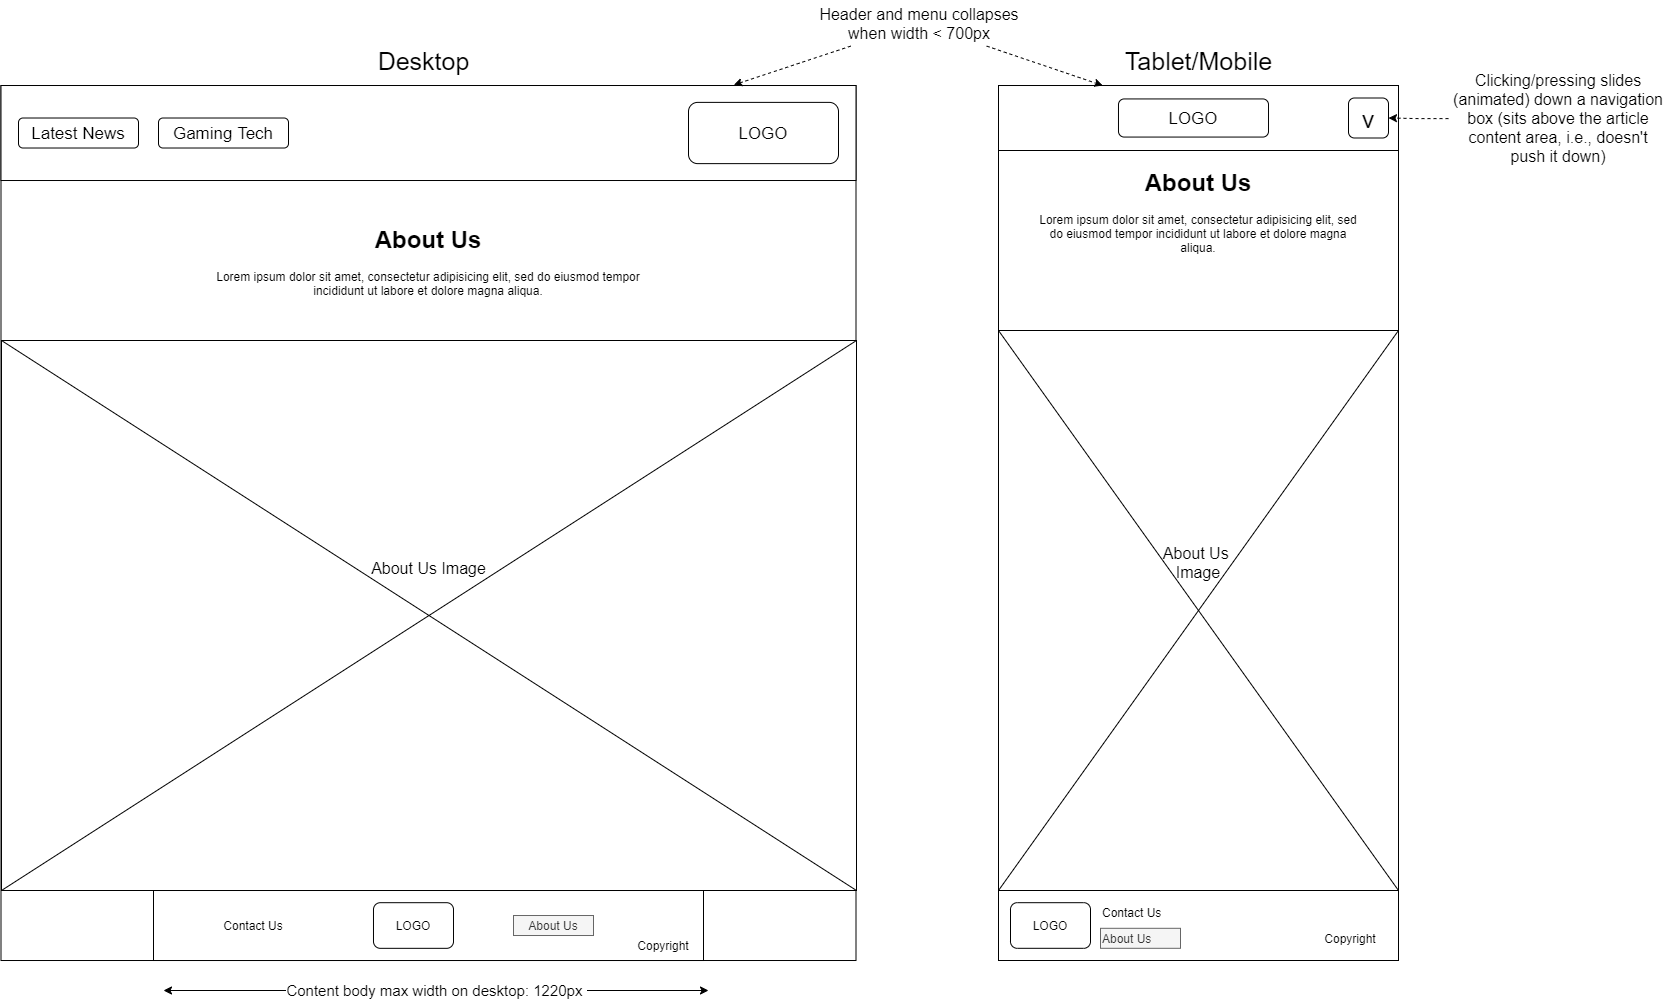 Header and menu collapses
when width < 700px
Desktop
Tablet/Mobile
Clicking/pressing slides
(animated) down a navigation
box (sits above the article
content area, i.e., doesn't
push it down)
Latest News
Gaming Tech
LOGO
About Us
Lorem ipsum dolor sit amet, consectetur adipisicing elit, sed do eiusmod tempor
incididunt ut labore et dolore magna aliqua.
About Us Image
Contact Us
LOGO
About Us
Copyright
Content body max width on desktop: 1220px
LOGO
v
About Us
Lorem ipsum dolor sit amet, consectetur adipisicing elit, sed
do eiusmod tempor incididunt ut labore et dolore magna
aliqua.
About Us
Image
LOGO
Contact Us
About Us
Copyright